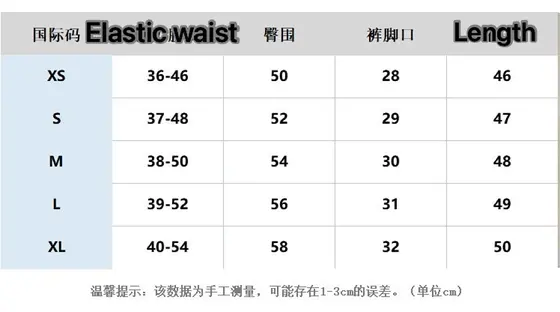 国际码 Elastic waist 臀围 裤脚口 Length
XS 36-46 50 28 46
S 37-48 52 29 47
M 38-50 54 30 48
L 39-52 56 31 49
XL 40-54 58 32 50
温馨提示：该数据为手工测量，可能存在1-3cm的误差。（单位cm）